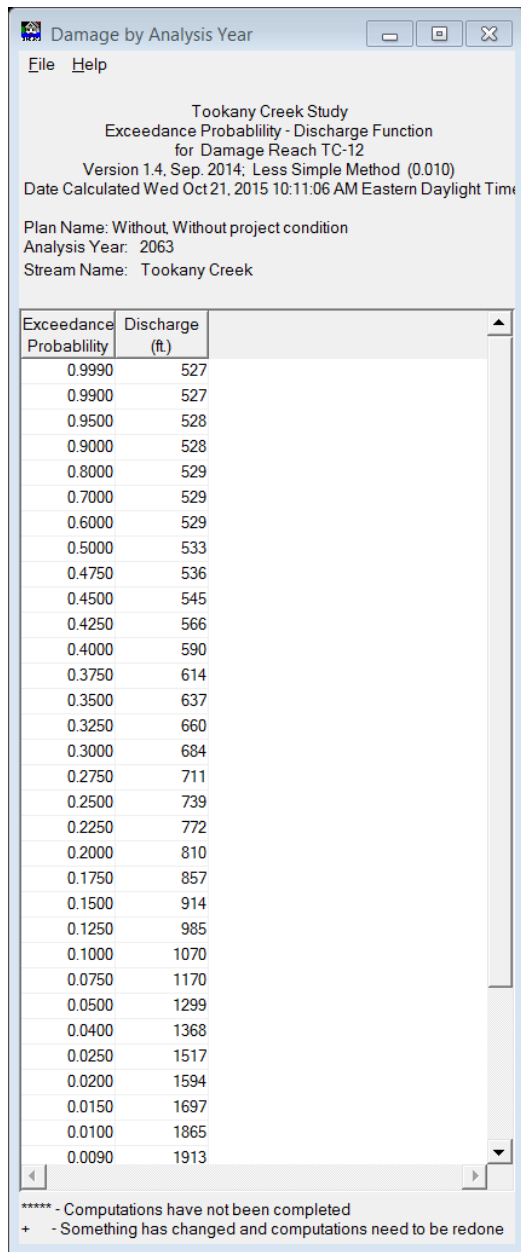 Damage by Analysis Year
File Help
Tookany Creek Study
Exceedance Probablility - Discharge Function
for Damage Reach TC-12
Version 1.4, Sep. 2014; Less Simple Method (0.010)
Date Calculated Wed Oct 21, 2015 10:11:06 AM Eastern Daylight Time
Plan Name: Without, Without project condition
Analysis Year: 2063
Stream Name: Tookany Creek
Exceedance Discharge
Probablility (ft.)
0.9990 527
0.9900 527
0.9500 528
0.9000 528
0.8000 529
0.7000 529
0.6000 529
0.5000 533
0.4750 536
0.4500 545
0.4250 566
0.4000 590
0.3750 614
0.3500 637
0.3250 660
0.3000 684
0.2750 711
0.2500 739
0.2250 772
0.2000 810
0.1750 857
0.1500 914
0.1250 985
0.1000 1070
0.0750 1170
0.0500 1299
0.0400 1368
0.0250 1517
0.0200 1594
0.0150 1697
0.0100 1865
0.0090 1913
***** - Computations have not been completed
+ - Something has changed and computations need to be redone